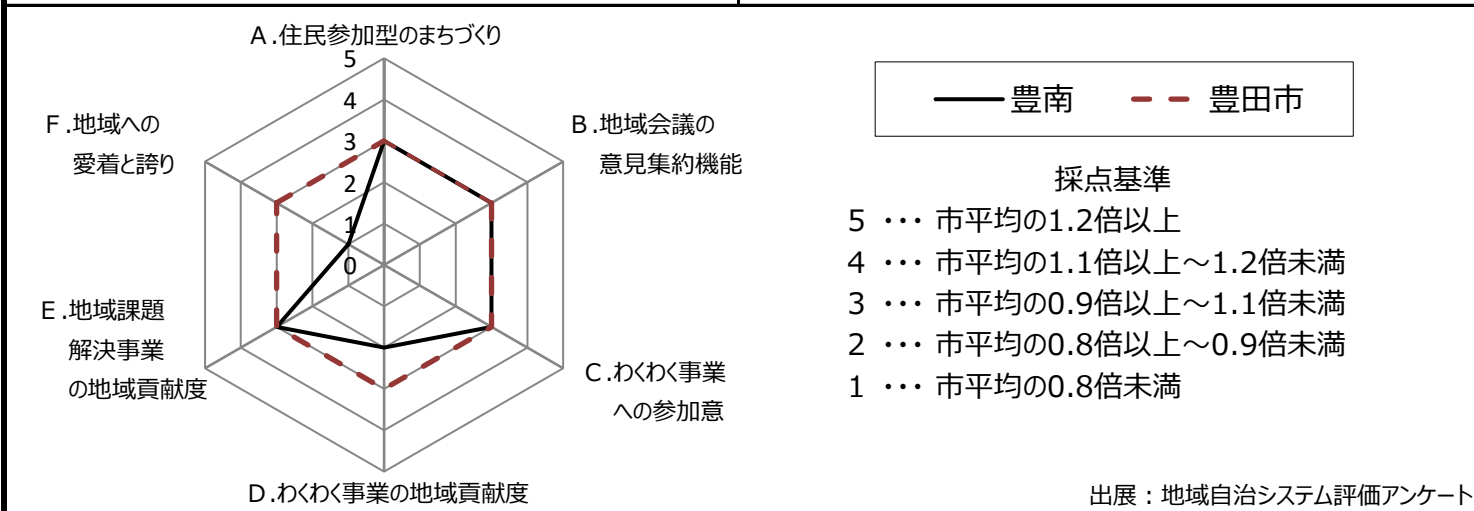 Ａ.住民参加型のまちづくり
5
4
3
2
1
0
Ｂ.地域会議の
意見集約機能
Ｃ.わくわく事業
への参加意
Ｄ.わくわく事業の地域貢献度
Ｅ.地域課題
解決事業
の地域貢献度
Ｆ.地域への
愛着と誇り
豊南 豊田市
採点基準
5 ・・・ 市平均の1.2倍以上
4 ・・・ 市平均の1.1倍以上～1.2倍未満
3 ・・・ 市平均の0.9倍以上～1.1倍未満
2 ・・・ 市平均の0.8倍以上～0.9倍未満
1 ・・・ 市平均の0.8倍未満
出展：地域自治システム評価アンケート